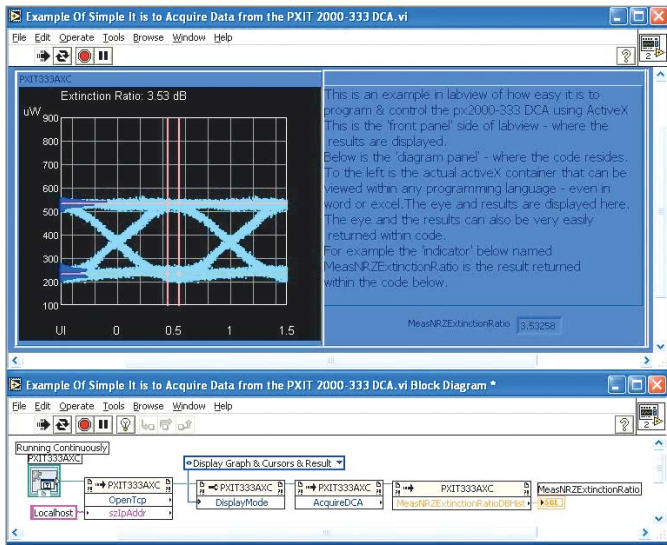 Example Of Simple It is to Acquire Data from the PXIT 2000-333 DCA.vi
File Edit Operate Tools Browse Window Help
2
PXIT333AXC
Extinction Ratio: 3.53 dB
uW
900
800
700
600
500
400
300
200
100
UI 0 0.5 1 1.5
This is an example in labview of how easy it is to
program & control the px2000-333 DCA using ActiveX
This is the 'front panel' side of labview - where the
results are displayed.
Below is the 'diagram panel' - where the code resides.
To the left is the actual activeX container that can be
viewed within any programming language - even in
word or excel.The eye and results are displayed here.
The eye and the results can also be very easily
returned within code.
For example the 'indicator' below named
MeasNRZExtinctionRatio is the result returned
within the code below.
MeasNRZExtinctionRatio 3.53258
Example Of Simple It is to Acquire Data from the PXIT 2000-333 DCA.vi Block Diagram *
File Edit Operate Tools Browse Window Help
2
Running Continuously
PXIT333AXC
Display Graph & Cursors & Result
PXIT333AXC
OpenTcp
szIpAddr
Localhost
PXIT333AXC
DisplayMode
PXIT333AXC
AcquireDCA
PXIT333AXC
MeasNRZExtinctionRatioDBHist
MeasNRZExtinctionRatio
SGL